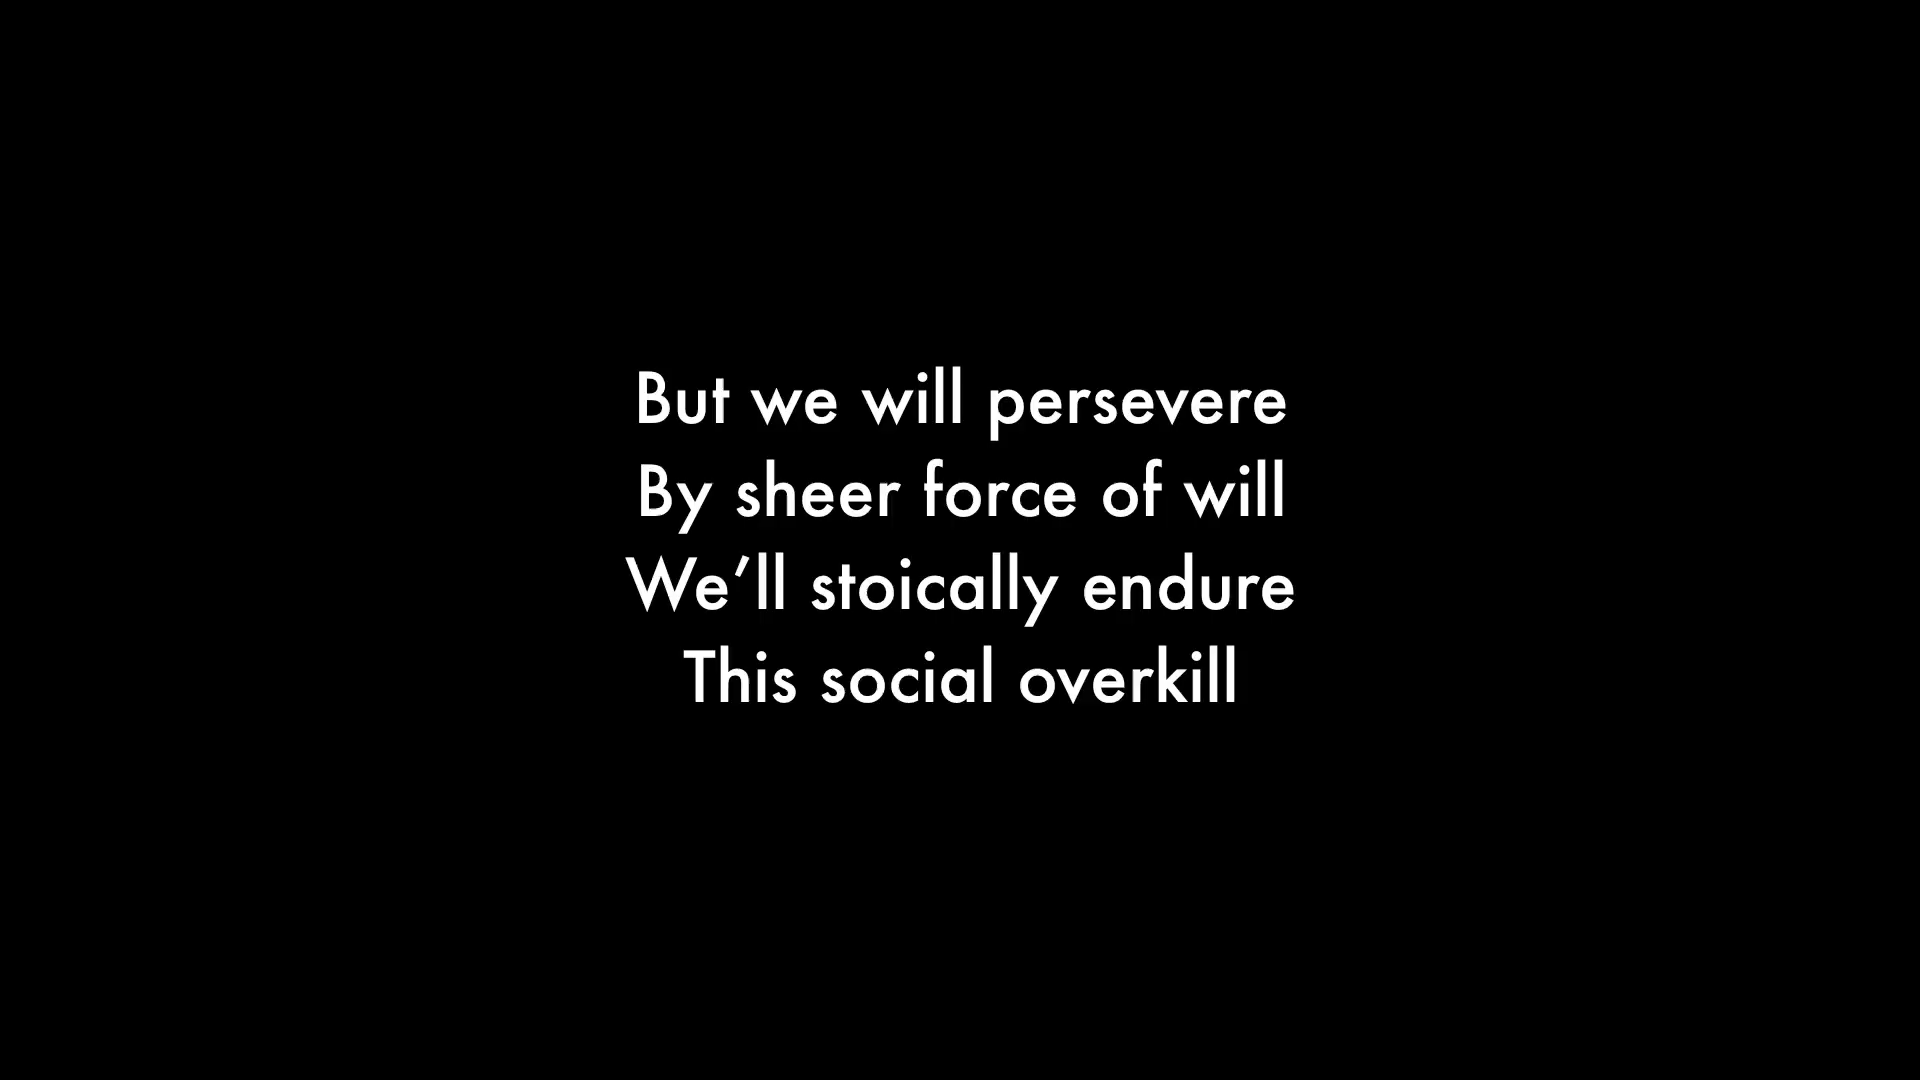 But we will persevere
By sheer force of will
We’ll stoically endure
This social overkill